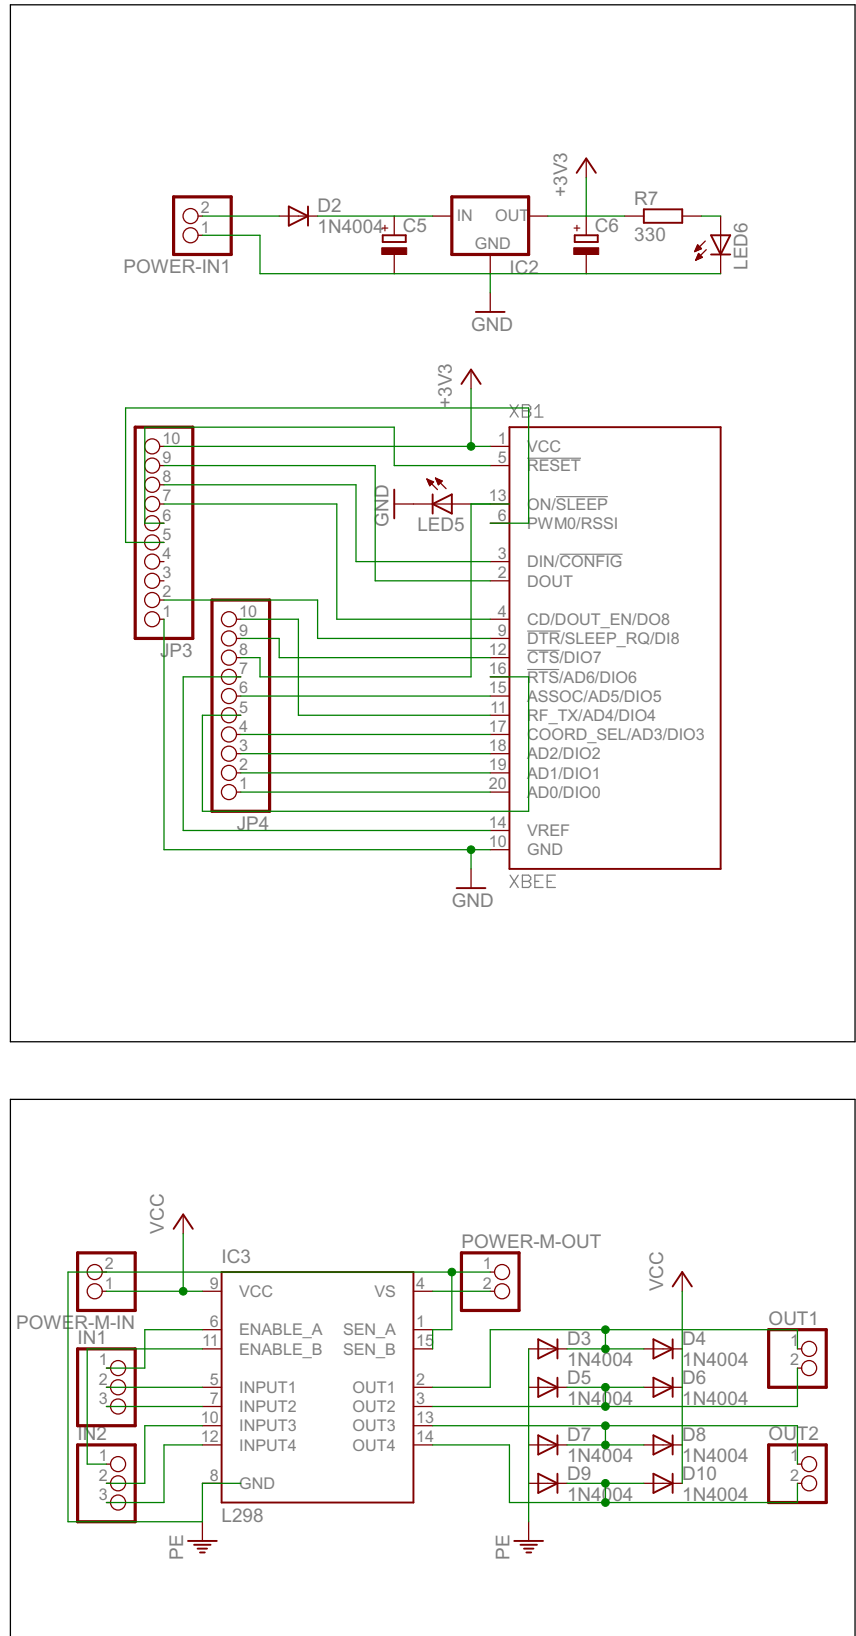 +3V3
2
1
POWER-IN1
D2
1N4004
+
C5
IN
OUT
GND
IC2
+
C6
R7
330
LED6
GND
+3V3
XB1
10
9
8
7
6
5
4
3
2
1
JP3
10
9
8
7
6
5
4
3
2
1
JP4
GND
LED5
1 VCC
5 RESET
13 ON/SLEEP
6 PWM0/RSSI
3 DIN/CONFIG
2 DOUT
4 CD/DOUT_EN/DO8
9 DTR/SLEEP_RQ/DI8
12 CTS/DIO7
16 RTS/AD6/DIO6
15 ASSOC/AD5/DIO5
11 RF_TX/AD4/DIO4
17 COORD_SEL/AD3/DIO3
18 AD2/DIO2
19 AD1/DIO1
20 AD0/DIO0
14 VREF
10 GND
XBEE
GND
VCC
2
1
POWER-M-IN
IN1
1
2
3
IN2
1
2
3
PE
IC3
9 VCC VS 4
6 ENABLE_A SEN_A 1
11 ENABLE_B SEN_B 15
5 INPUT1 OUT1 2
7 INPUT2 OUT2 3
10 INPUT3 OUT3 13
12 INPUT4 OUT4 14
8 GND
L298
POWER-M-OUT
1
2
VCC
D3
1N4004
D4
1N4004
D5
1N4004
D6
1N4004
D7
1N4004
D8
1N4004
D9
1N4004
D10
1N4004
PE
OUT1
1
2
OUT2
1
2